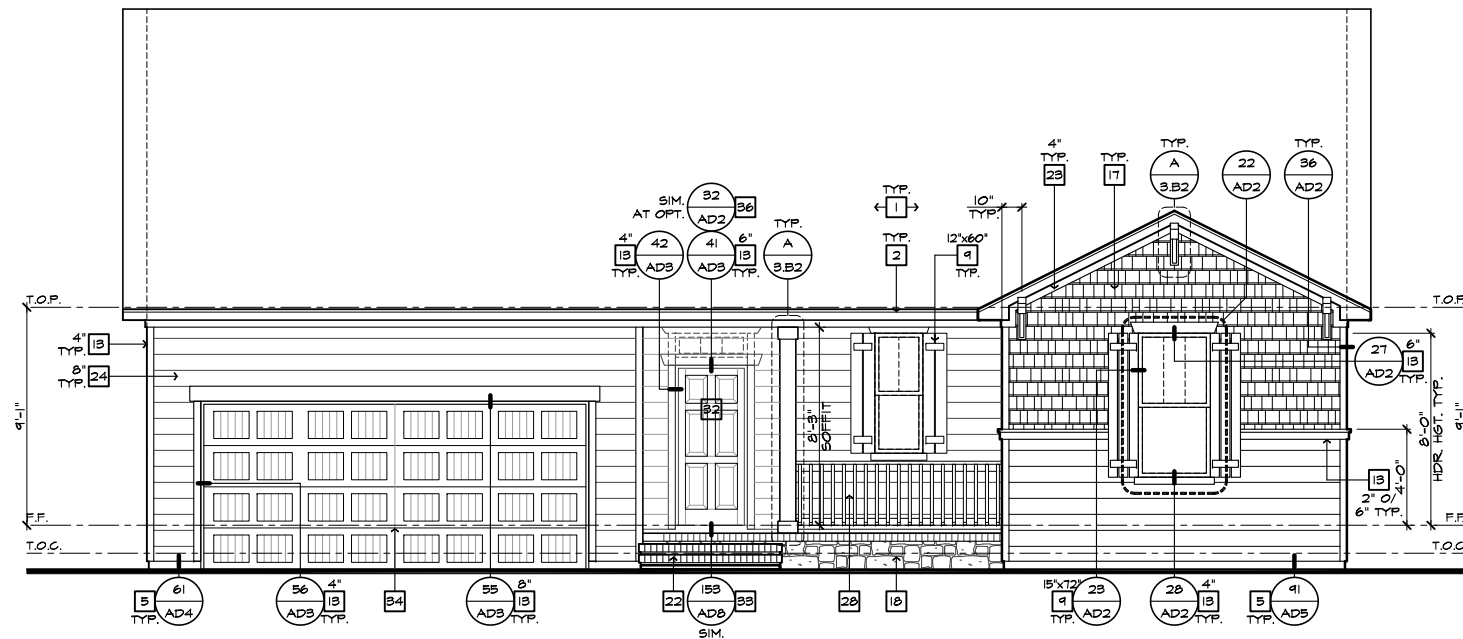 4"
TYP.
23
TYP.
17
TYP.
A
3.B2
22
AD2
TYP.
36
AD2
SIM.
AT OPT.
32
AD2
36
TYP.
1
10"
TYP.
4"
13
TYP.
42
AD3
41
AD3
6"
13
TYP.
TYP.
A
3.B2
TYP.
2
12"x60"
9
TYP.
T.O.P.
T.O.P.
4"
TYP.
13
8"
TYP.
24
9'-1"
32
8'-3"
SOFFIT
27
AD2
6"
13
TYP.
8'-0"
HDR. HGT. TYP.
9'-1"
4'-0"
13
2" O/
6" TYP.
F.F.
F.F.
T.O.C.
T.O.C.
5
TYP.
61
AD4
56
AD3
4"
13
TYP.
34
55
AD3
8"
13
TYP.
22
153
AD8
33
SIM.
28
18
15"x72"
9
TYP.
23
AD2
28
AD2
4"
13
TYP.
5
TYP.
91
AD5